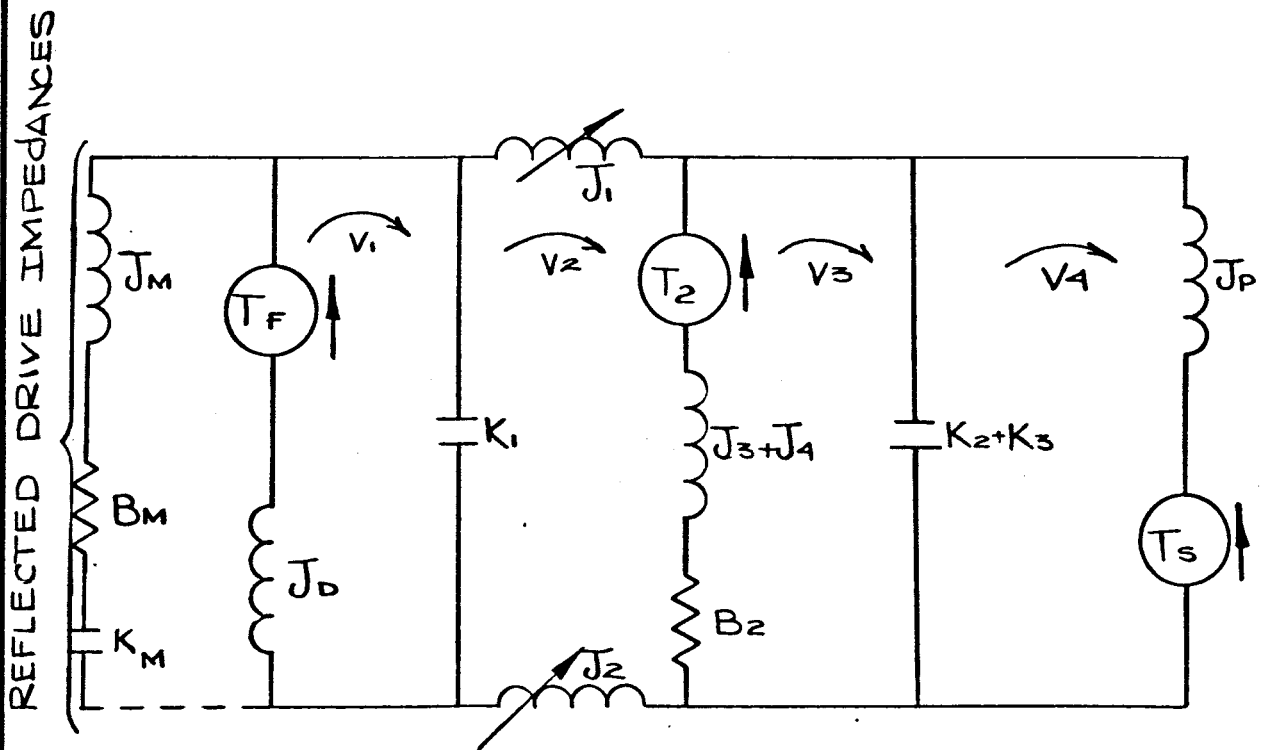 REFLECTED DRIVE IMPEDANCES
J1
V1
V2
V3
V4
JM
TF
T2
JP
K1
J3+J4
K2+K3
BM
JD
TS
B2
KM
J2